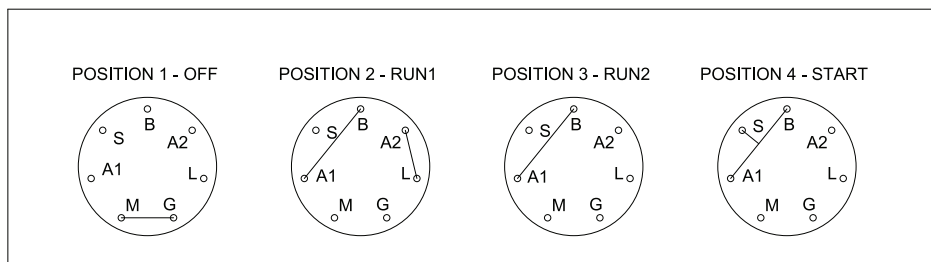 POSITION 1 - OFF
POSITION 2 - RUN1
POSITION 3 - RUN2
POSITION 4 - START
B
S
A2
A1
L
M
G
B
S
A2
A1
L
M
G
B
S
A2
A1
L
M
G
B
S
A2
A1
L
M
G